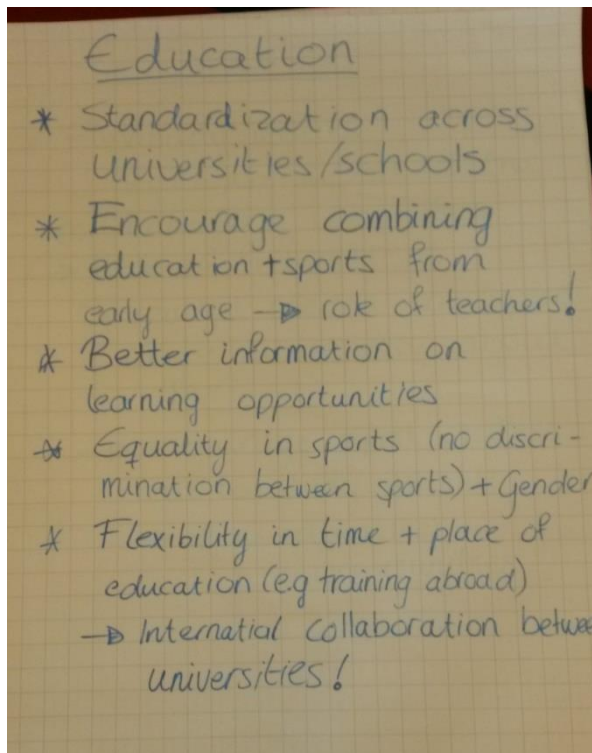 Education
* Standardization across
universities/schools
* Encourage combining
education + sports from
early age → role of teachers!
* Better information on
learning opportunities
* Equality in sports (no discri-
mination between sports) + Gender
* Flexibility in time + place of
education (e.g training abroad)
→ Internatial collaboration betwee
universities!